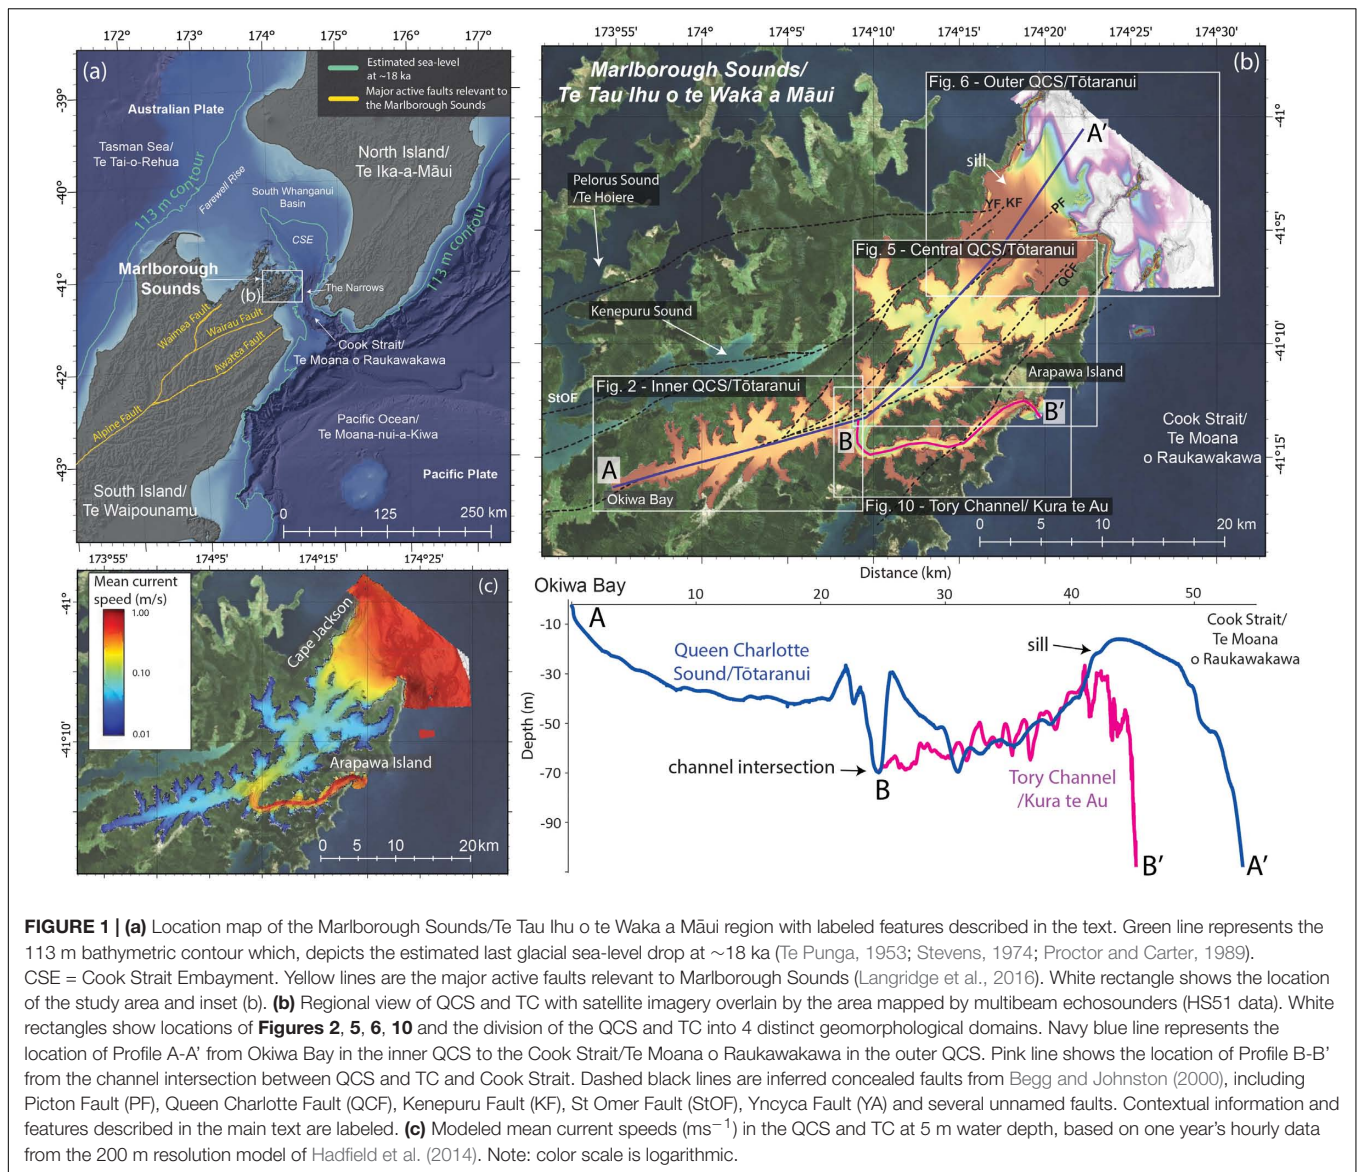 172° 173° 174° 175° 176° 177°
(a)
Estimated sea-level
at ~18 ka
Major active faults relevant to
the Marlborough Sounds
-39°
-40°
-41°
-42°
-43°
Australian Plate
Tasman Sea/
Te Tai-o-Rehua
113 m contour
Farewell Rise
North Island/
Te Ika-a-Māui
South Whanganui
Basin
CSE
113 m contour
Marlborough
Sounds
(b)
The Narrows
Waimea Fault
Wairau Fault
Awatea Fault
Alpine Fault
Cook Strait/
Te Moana o Raukawakawa
Pacific Ocean/
Te Moana-nui-a-Kiwa
Pacific Plate
South Island/
Te Waipounamu
0 125 250 km
173°55' 174° 174°5' 174°10' 174°15' 174°20' 174°25' 174°30'
(b)
Marlborough Sounds/
Te Tau Ihu o te Waka a Māui
Fig. 6 - Outer QCS/Tōtaranui
A'
sill
Pelorus Sound
/Te Hoiere
YF, KF
PF
Fig. 5 - Central QCS/Tōtaranui
QCF
Kenepuru Sound
Arapawa Island
Fig. 2 - Inner QCS/Tōtaranui
StOF
B
B'
A
Okiwa Bay
Cook Strait/
Te Moana
o Raukawakawa
Fig. 10 - Tory Channel/ Kura te Au
0 5 10 20 km
-41°
-41°5'
-41°10'
-41°15'
173°55' 174°5' 174°15' 174°25'
Mean current
speed (m/s)
1.00
0.10
0.01
(c)
Cape Jackson
Arapawa Island
0 5 10 20 km
-41°
-41°10'
Distance (km)
Okiwa Bay
10 20 30 40 50
A
-10
-30
-50
-70
-90
Depth (m)
Queen Charlotte
Sound/Tōtaranui
sill
Cook Strait/
Te Moana
o Raukawakawa
channel intersection
B
Tory Channel
/Kura te Au
B'
A'
FIGURE 1 | (a) Location map of the Marlborough Sounds/Te Tau Ihu o te Waka a Māui region with labeled features described in the text. Green line represents the
113 m bathymetric contour which, depicts the estimated last glacial sea-level drop at ∼18 ka (Te Punga, 1953; Stevens, 1974; Proctor and Carter, 1989).
CSE = Cook Strait Embayment. Yellow lines are the major active faults relevant to Marlborough Sounds (Langridge et al., 2016). White rectangle shows the location
of the study area and inset (b). (b) Regional view of QCS and TC with satellite imagery overlain by the area mapped by multibeam echosounders (HS51 data). White
rectangles show locations of Figures 2, 5, 6, 10 and the division of the QCS and TC into 4 distinct geomorphological domains. Navy blue line represents the
location of Profile A-A' from Okiwa Bay in the inner QCS to the Cook Strait/Te Moana o Raukawakawa in the outer QCS. Pink line shows the location of Profile B-B'
from the channel intersection between QCS and TC and Cook Strait. Dashed black lines are inferred concealed faults from Begg and Johnston (2000), including
Picton Fault (PF), Queen Charlotte Fault (QCF), Kenepuru Fault (KF), St Omer Fault (StOF), Yncyca Fault (YA) and several unnamed faults. Contextual information and
features described in the main text are labeled. (c) Modeled mean current speeds (ms⁻¹) in the QCS and TC at 5 m water depth, based on one year's hourly data
from the 200 m resolution model of Hadfield et al. (2014). Note: color scale is logarithmic.